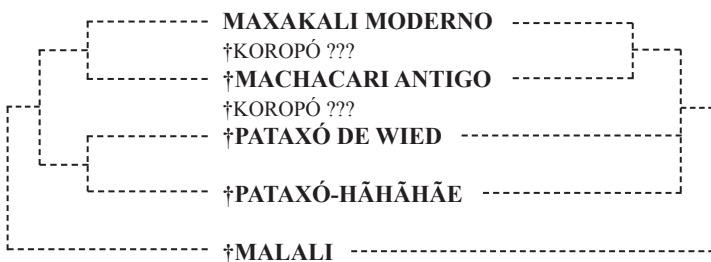 MAXAKALI MODERNO
†KOROPÓ ???
†MACHACARI ANTIGO
†KOROPÓ ???
†PATAXÓ DE WIED
†PATAXÓ-HÃHÃHÃE
†MALALI